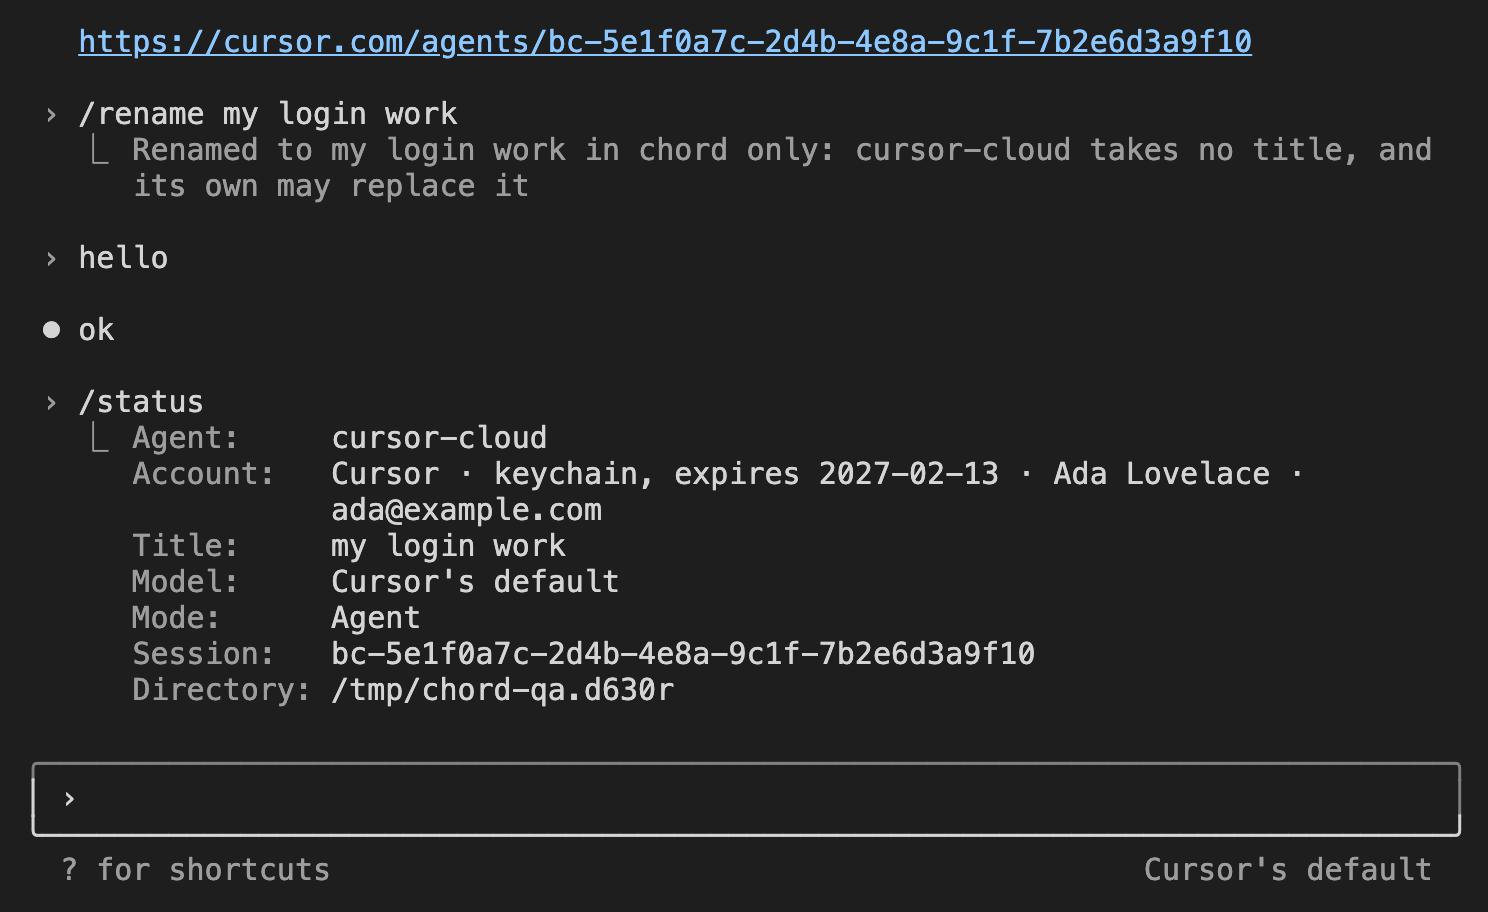 https://cursor.com/agents/bc-5e1f0a7c-2d4b-4e8a-9c1f-7b2e6d3a9f10
› /rename my login work
⎿ Renamed to my login work in chord only: cursor-cloud takes no title, and
its own may replace it
› hello
● ok
› /status
⎿ Agent: cursor-cloud
Account: Cursor · keychain, expires 2027-02-13 · Ada Lovelace ·
ada@example.com
Title: my login work
Model: Cursor's default
Mode: Agent
Session: bc-5e1f0a7c-2d4b-4e8a-9c1f-7b2e6d3a9f10
Directory: /tmp/chord-qa.d630r
›
? for shortcuts Cursor's default